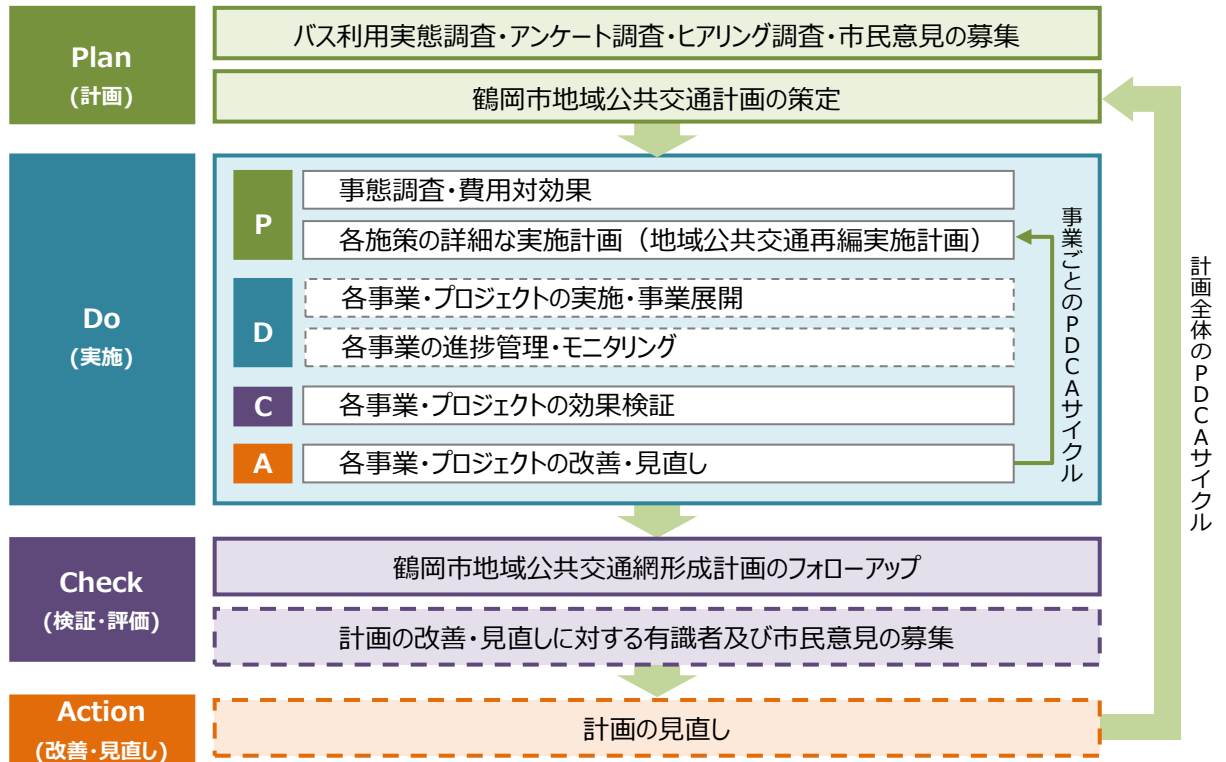 Plan
(計画)
バス利用実態調査・アンケート調査・ヒアリング調査・市民意見の募集
鶴岡市地域公共交通計画の策定
Do
(実施)
P
事態調査・費用対効果
各施策の詳細な実施計画（地域公共交通再編実施計画）
D
各事業・プロジェクトの実施・事業展開
各事業の進捗管理・モニタリング
C
各事業・プロジェクトの効果検証
A
各事業・プロジェクトの改善・見直し
事業ごとのPDCAサイクル
計画全体のPDCAサイクル
Check
(検証・評価)
鶴岡市地域公共交通網形成計画のフォローアップ
計画の改善・見直しに対する有識者及び市民意見の募集
Action
(改善・見直し)
計画の見直し